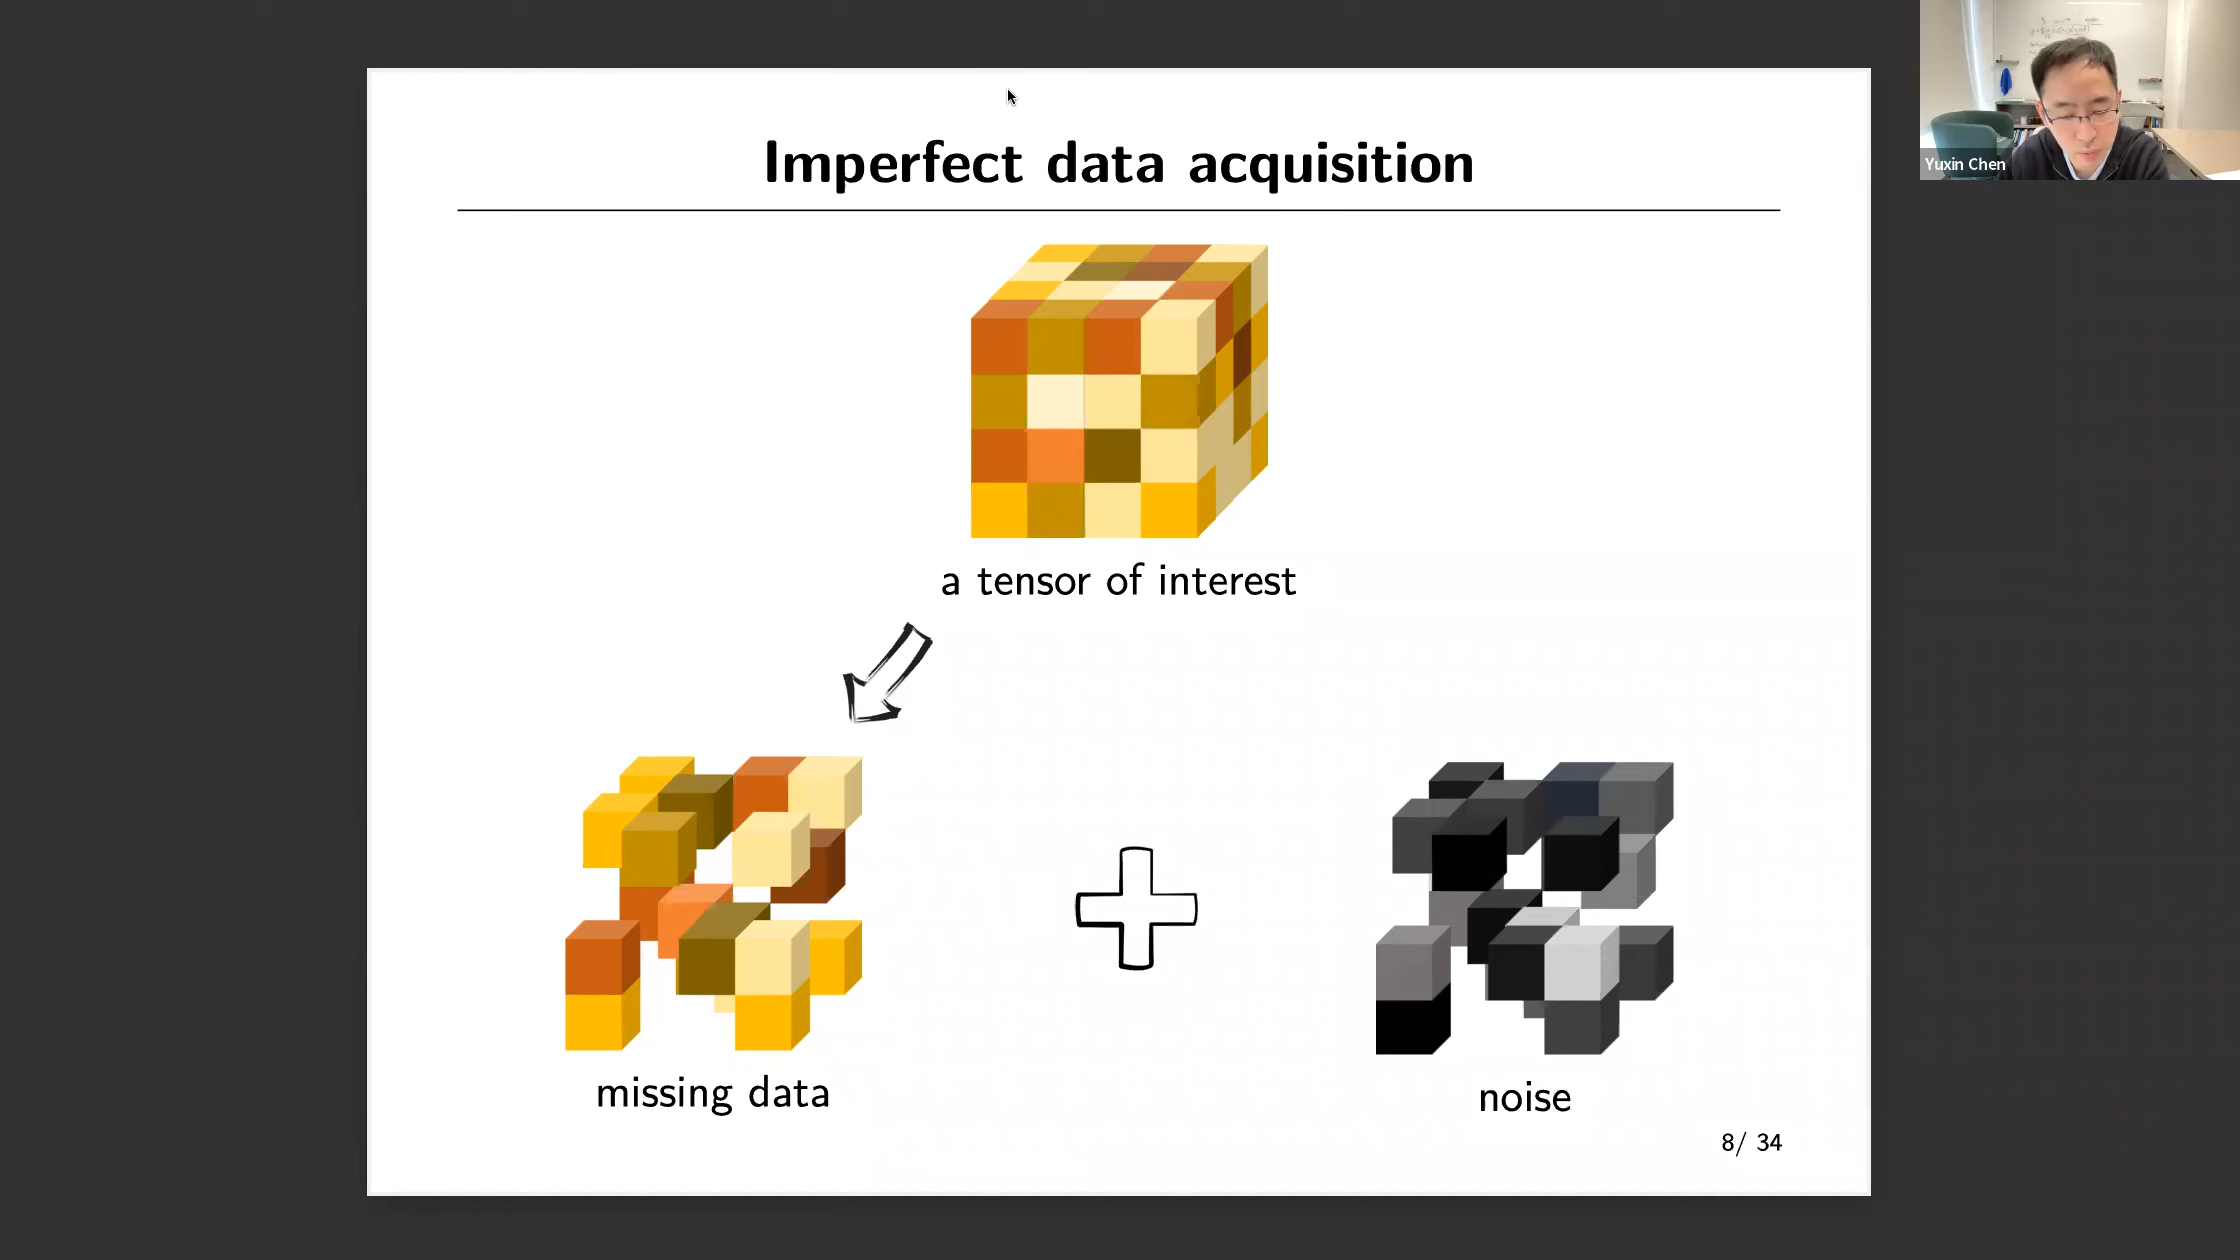 Imperfect data acquisition
Yuxin Chen
a tensor of interest
missing data
noise
8/ 34